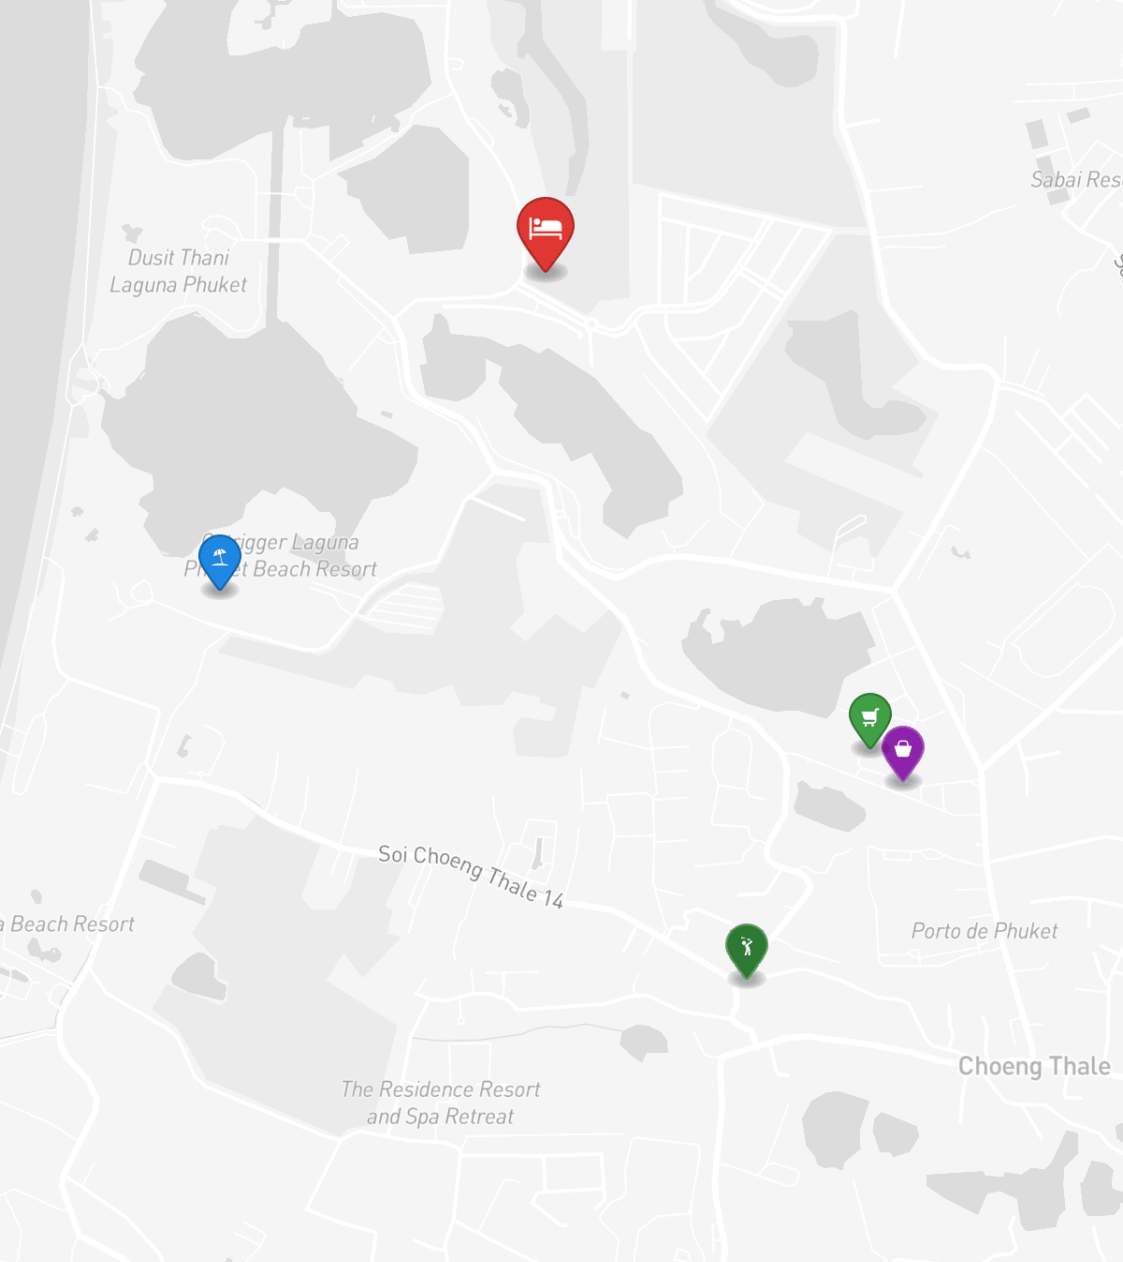 Sabai Res
Dusit Thani
Laguna Phuket
Laguna
Beach Resort
Soi Choeng Thale 14
Beach Resort
Porto de Phuket
Choeng Thale
The Residence Resort
and Spa Retreat